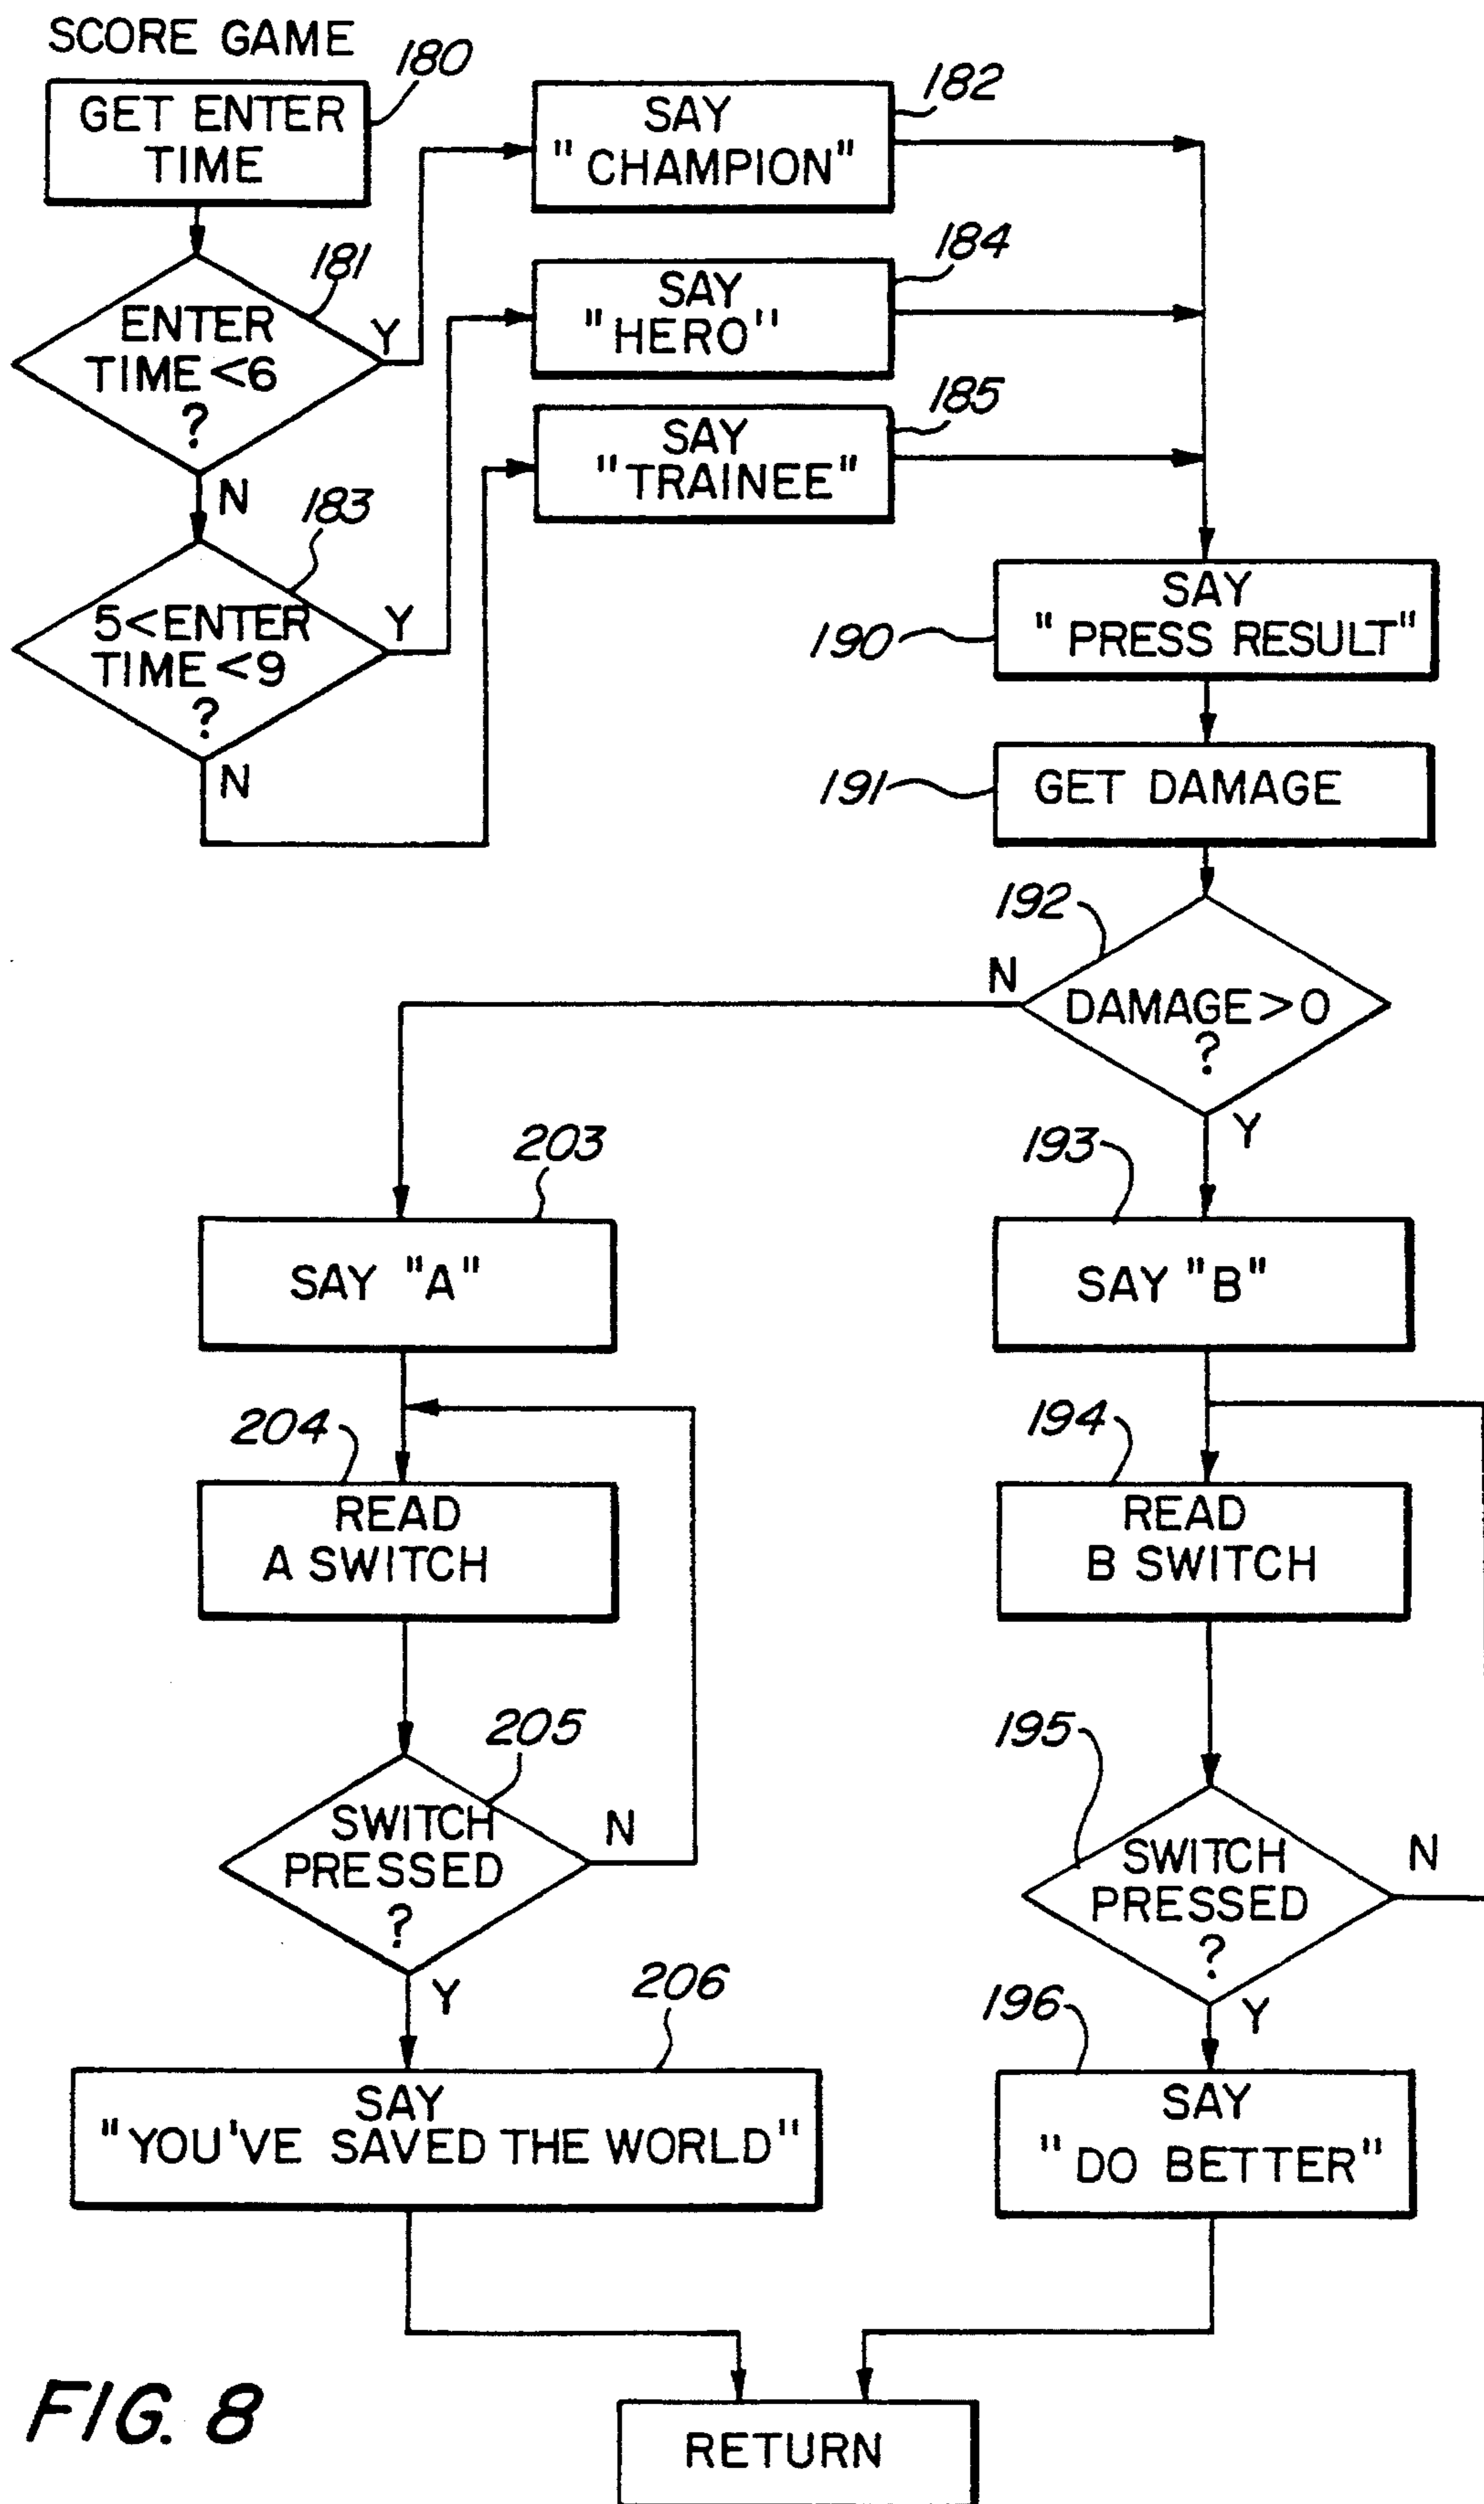 SCORE GAME
180
GET ENTER
TIME
181
ENTER
TIME <6
?
Y
N
183
5<ENTER
TIME <9
?
Y
N
182
SAY
"CHAMPION"
184
SAY
"HERO"
185
SAY
"TRAINEE"
190
SAY
"PRESS RESULT"
191
GET DAMAGE
192
DAMAGE>0
?
N
Y
203
SAY "A"
204
READ
A SWITCH
205
SWITCH
PRESSED
?
N
Y
206
SAY
"YOU'VE SAVED THE WORLD"
193
SAY "B"
194
READ
B SWITCH
195
SWITCH
PRESSED
?
N
Y
196
SAY
"DO BETTER"
RETURN
FIG. 8